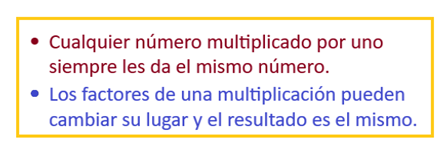 • Cualquier número multiplicado por uno
siempre les da el mismo número.
• Los factores de una multiplicación pueden
cambiar su lugar y el resultado es el mismo.